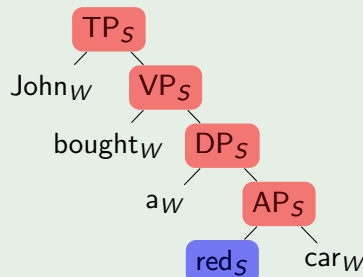 TP_S
John_W VP_S
bought_W DP_S
a_W AP_S
red_S car_W